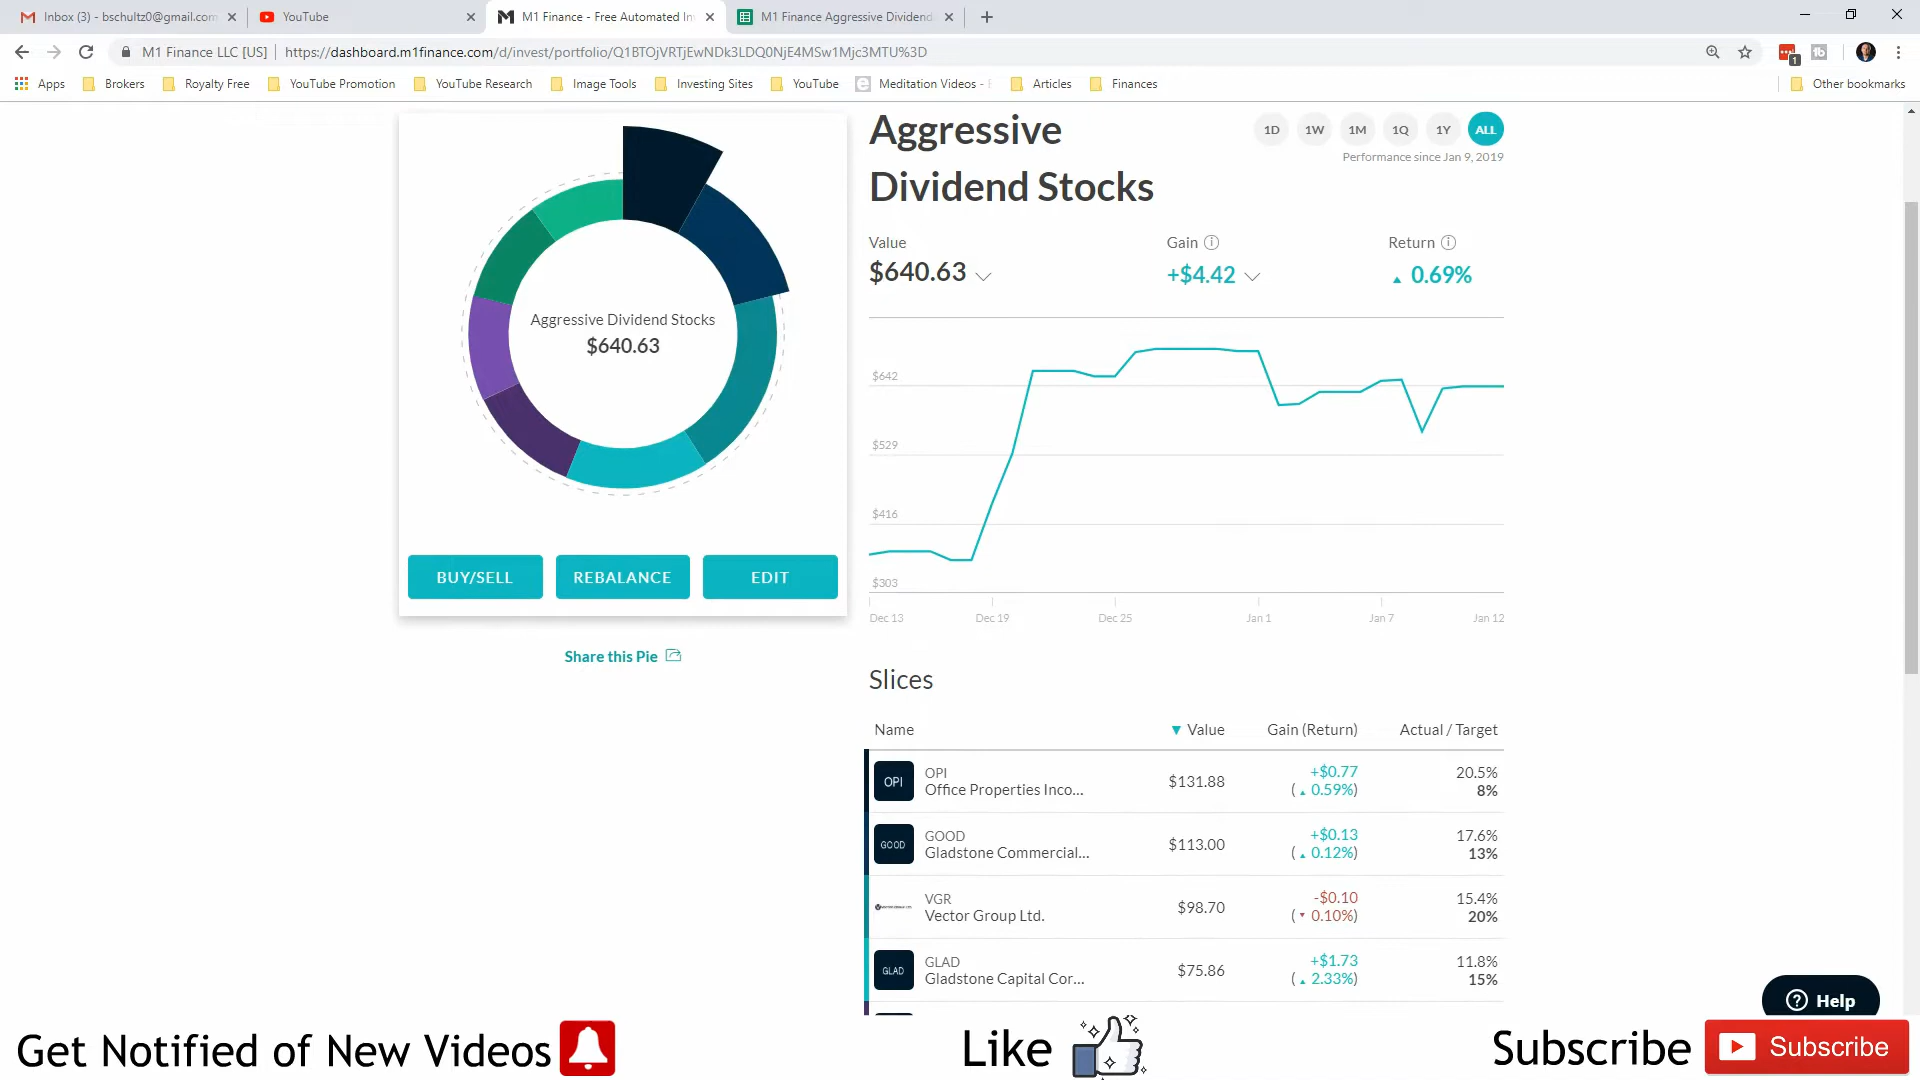 Inbox (3) - bschultz0@gmail.com
YouTube
M1 Finance - Free Automated In
M1 Finance Aggressive Dividend
M1 Finance LLC [US]
https://dashboard.m1finance.com/d/invest/portfolio/Q1BTOjVRTjEwNDk3LDQ0NjE4MSw1Mjc3MTU%3D
1
Apps
Brokers
Royalty Free
YouTube Promotion
YouTube Research
Image Tools
Investing Sites
YouTube
Meditation Videos -
Articles
Finances
Other bookmarks
Aggressive Dividend Stocks
$640.63
BUY/SELL
REBALANCE
EDIT
Share this Pie
Aggressive
Dividend Stocks
1D
1W
1M
1Q
1Y
ALL
Performance since Jan 9, 2019
Value
$640.63
Gain
+$4.42
Return
0.69%
$642
$529
$416
$303
Dec 13
Dec 19
Dec 25
Jan 1
Jan 7
Jan 12
Slices
Name
Value
Gain (Return)
Actual / Target
OPI
OPI
Office Properties Inco...
$131.88
+$0.77
(▲ 0.59%)
20.5%
8%
GOOD
GOOD
Gladstone Commercial...
$113.00
+$0.13
(▲ 0.12%)
17.6%
13%
VGR
Vector Group Ltd.
$98.70
-$0.10
(▼ 0.10%)
15.4%
20%
GLAD
GLAD
Gladstone Capital Cor...
$75.86
+$1.73
(▲ 2.33%)
11.8%
15%
Help
Get Notified of New Videos
Like
Subscribe
Subscribe